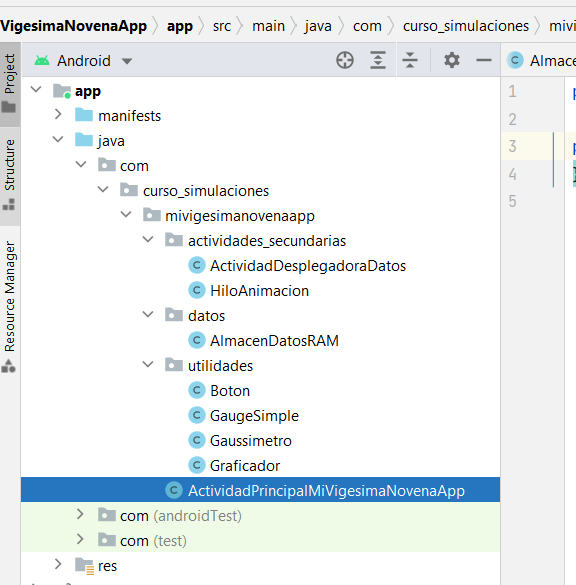 VigesimaNovenaApp > app > src > main > java > com > curso_simulaciones > mivi
Project
Structure
Resource Manager
Android
app
manifests
java
com
curso_simulaciones
mivigesimanovenaapp
actividades_secundarias
ActividadDesplegadoraDatos
HiloAnimacion
datos
AlmacenDatosRAM
utilidades
Boton
GaugeSimple
Gaussimetro
Graficador
ActividadPrincipalMiVigesimaNovenaApp
com (androidTest)
com (test)
res
Almace
1 p
2
3 p
4 }
5